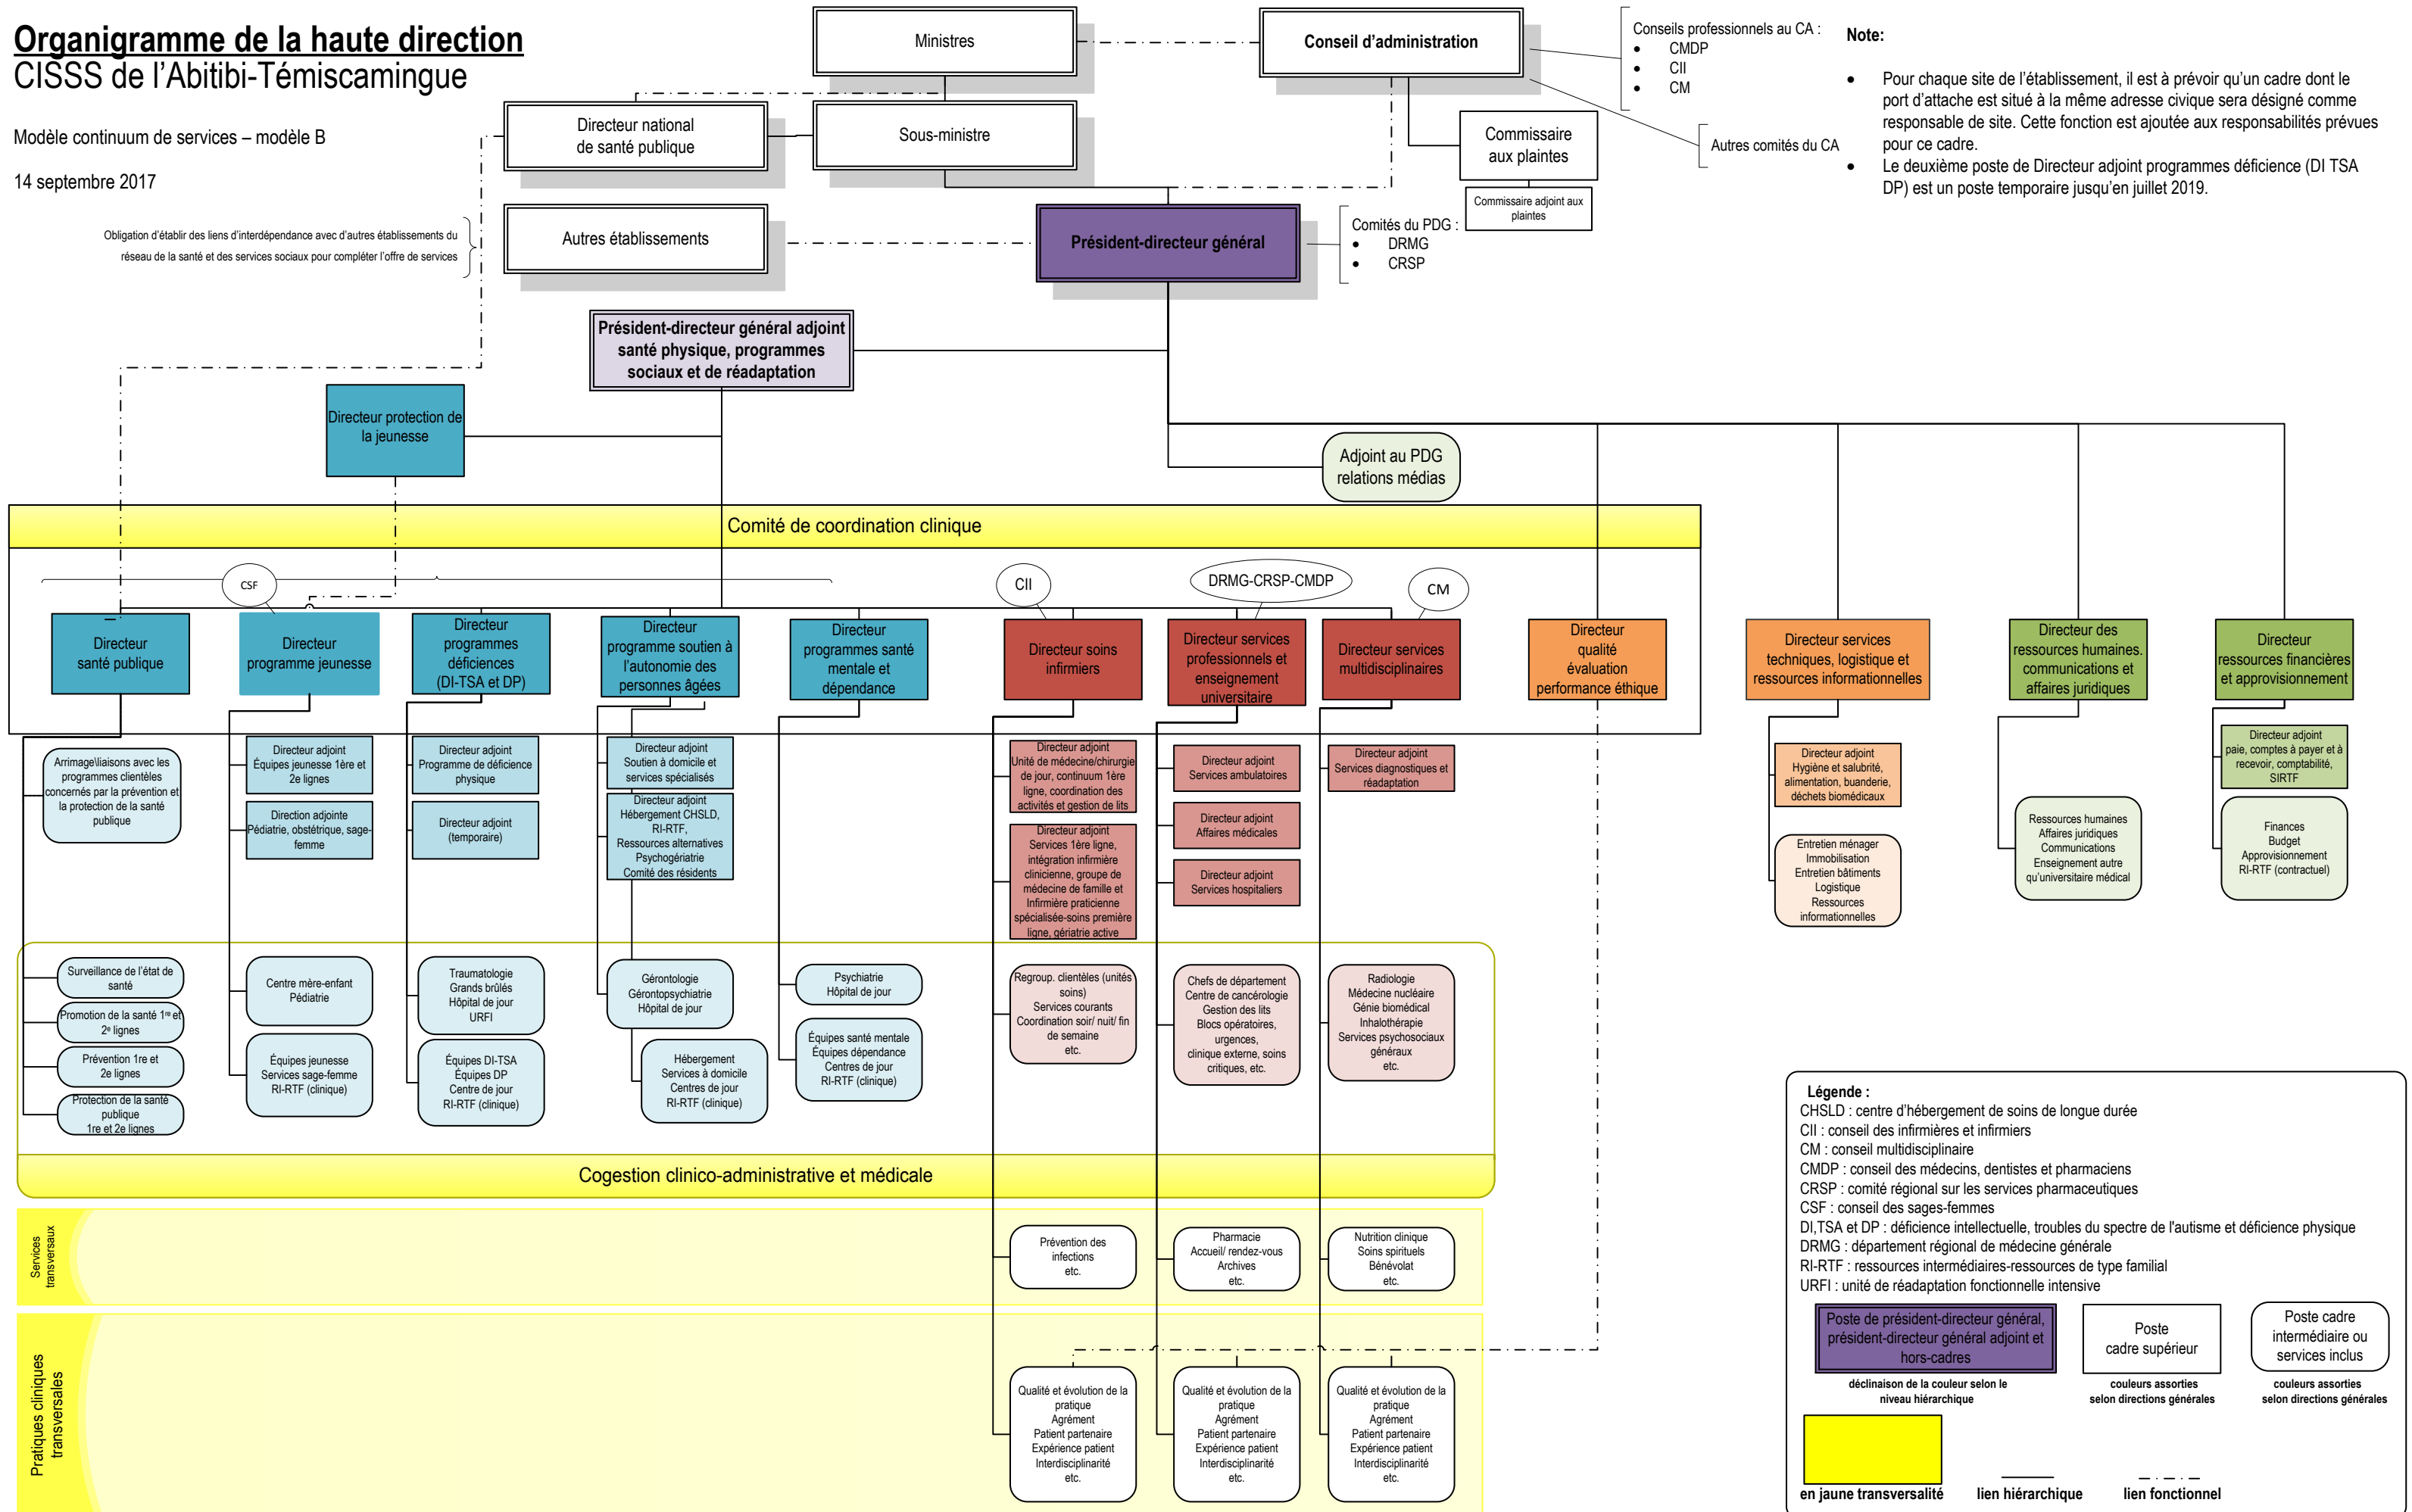 Organigramme de la haute direction
CISSS de l'Abitibi-Témiscamingue
Modèle continuum de services – modèle B
14 septembre 2017
Ministres
Conseil d'administration
Conseils professionnels au CA :
• CMDP
• CII
• CM
Autres comités du CA
Note:
• Pour chaque site de l'établissement, il est à prévoir qu'un cadre dont le
port d'attache est situé à la même adresse civique sera désigné comme
responsable de site. Cette fonction est ajoutée aux responsabilités prévues
pour ce cadre.
• Le deuxième poste de Directeur adjoint programmes déficience (DI TSA
DP) est un poste temporaire jusqu'en juillet 2019.
Directeur national
de santé publique
Sous-ministre
Commissaire
aux plaintes
Commissaire adjoint aux
plaintes
Obligation d'établir des liens d'interdépendance avec d'autres établissements du
réseau de la santé et des services sociaux pour compléter l'offre de services
Autres établissements
Président-directeur général
Comités du PDG :
• DRMG
• CRSP
Président-directeur général adjoint
santé physique, programmes
sociaux et de réadaptation
Directeur protection de
la jeunesse
Adjoint au PDG
relations médias
Comité de coordination clinique
CSF
CII
DRMG-CRSP-CMDP
CM
Directeur
santé publique
Directeur
programme jeunesse
Directeur
programmes
déficiences
(DI-TSA et DP)
Directeur
programme soutien à
l'autonomie des
personnes âgées
Directeur
programmes santé
mentale et
dépendance
Directeur soins
infirmiers
Directeur services
professionnels et
enseignement
universitaire
Directeur services
multidisciplinaires
Directeur
qualité
évaluation
performance éthique
Directeur services
techniques, logistique et
ressources informationnelles
Directeur des
ressources humaines.
communications et
affaires juridiques
Directeur
ressources financières
et approvisionnement
Arrimage\liaisons avec les
programmes clientèles
concernés par la prévention et
la protection de la santé
publique
Directeur adjoint
Équipes jeunesse 1ère et
2e lignes
Direction adjointe
Pédiatrie, obstétrique, sage-
femme
Directeur adjoint
Programme de déficience
physique
Directeur adjoint
(temporaire)
Directeur adjoint
Soutien à domicile et
services spécialisés
Directeur adjoint
Hébergement CHSLD,
RI-RTF,
Ressources alternatives
Psychogériatrie
Comité des résidents
Directeur adjoint
Unité de médecine/chirurgie
de jour, continuum 1ère
ligne, coordination des
activités et gestion de lits
Directeur adjoint
Services 1ère ligne,
intégration infirmière
clinicienne, groupe de
médecine de famille et
Infirmière praticienne
spécialisée-soins première
ligne, gériatrie active
Directeur adjoint
Services ambulatoires
Directeur adjoint
Affaires médicales
Directeur adjoint
Services hospitaliers
Directeur adjoint
Services diagnostiques et
réadaptation
Directeur adjoint
Hygiène et salubrité,
alimentation, buanderie,
déchets biomédicaux
Entretien ménager
Immobilisation
Entretien bâtiments
Logistique
Ressources
informationnelles
Ressources humaines
Affaires juridiques
Communications
Enseignement autre
qu'universitaire médical
Directeur adjoint
paie, comptes à payer et à
recevoir, comptabilité,
SIRTF
Finances
Budget
Approvisionnement
RI-RTF (contractuel)
Surveillance de l'état de
santé
Promotion de la santé 1re et
2e lignes
Prévention 1re et
2e lignes
Protection de la santé
publique
1re et 2e lignes
Centre mère-enfant
Pédiatrie
Équipes jeunesse
Services sage-femme
RI-RTF (clinique)
Traumatologie
Grands brûlés
Hôpital de jour
URFI
Équipes DI-TSA
Équipes DP
Centre de jour
RI-RTF (clinique)
Gérontologie
Gérontopsychiatrie
Hôpital de jour
Hébergement
Services à domicile
Centres de jour
RI-RTF (clinique)
Psychiatrie
Hôpital de jour
Équipes santé mentale
Équipes dépendance
Centres de jour
RI-RTF (clinique)
Regroup. clientèles (unités
soins)
Services courants
Coordination soir/ nuit/ fin
de semaine
etc.
Chefs de département
Centre de cancérologie
Gestion des lits
Blocs opératoires,
urgences,
clinique externe, soins
critiques, etc.
Radiologie
Médecine nucléaire
Génie biomédical
Inhalothérapie
Services psychosociaux
généraux
etc.
Cogestion clinico-administrative et médicale
Services
transversaux
Prévention des
infections
etc.
Pharmacie
Accueil/ rendez-vous
Archives
etc.
Nutrition clinique
Soins spirituels
Bénévolat
etc.
Pratiques cliniques
transversales
Qualité et évolution de la
pratique
Agrément
Patient partenaire
Expérience patient
Interdisciplinarité
etc.
Qualité et évolution de la
pratique
Agrément
Patient partenaire
Expérience patient
Interdisciplinarité
etc.
Qualité et évolution de la
pratique
Agrément
Patient partenaire
Expérience patient
Interdisciplinarité
etc.
Légende :
CHSLD : centre d'hébergement de soins de longue durée
CII : conseil des infirmières et infirmiers
CM : conseil multidisciplinaire
CMDP : conseil des médecins, dentistes et pharmaciens
CRSP : comité régional sur les services pharmaceutiques
CSF : conseil des sages-femmes
DI,TSA et DP : déficience intellectuelle, troubles du spectre de l'autisme et déficience physique
DRMG : département régional de médecine générale
RI-RTF : ressources intermédiaires-ressources de type familial
URFI : unité de réadaptation fonctionnelle intensive
Poste de président-directeur général,
président-directeur général adjoint et
hors-cadres
déclinaison de la couleur selon le
niveau hiérarchique
Poste
cadre supérieur
couleurs assorties
selon directions générales
Poste cadre
intermédiaire ou
services inclus
couleurs assorties
selon directions générales
en jaune transversalité
lien hiérarchique
lien fonctionnel